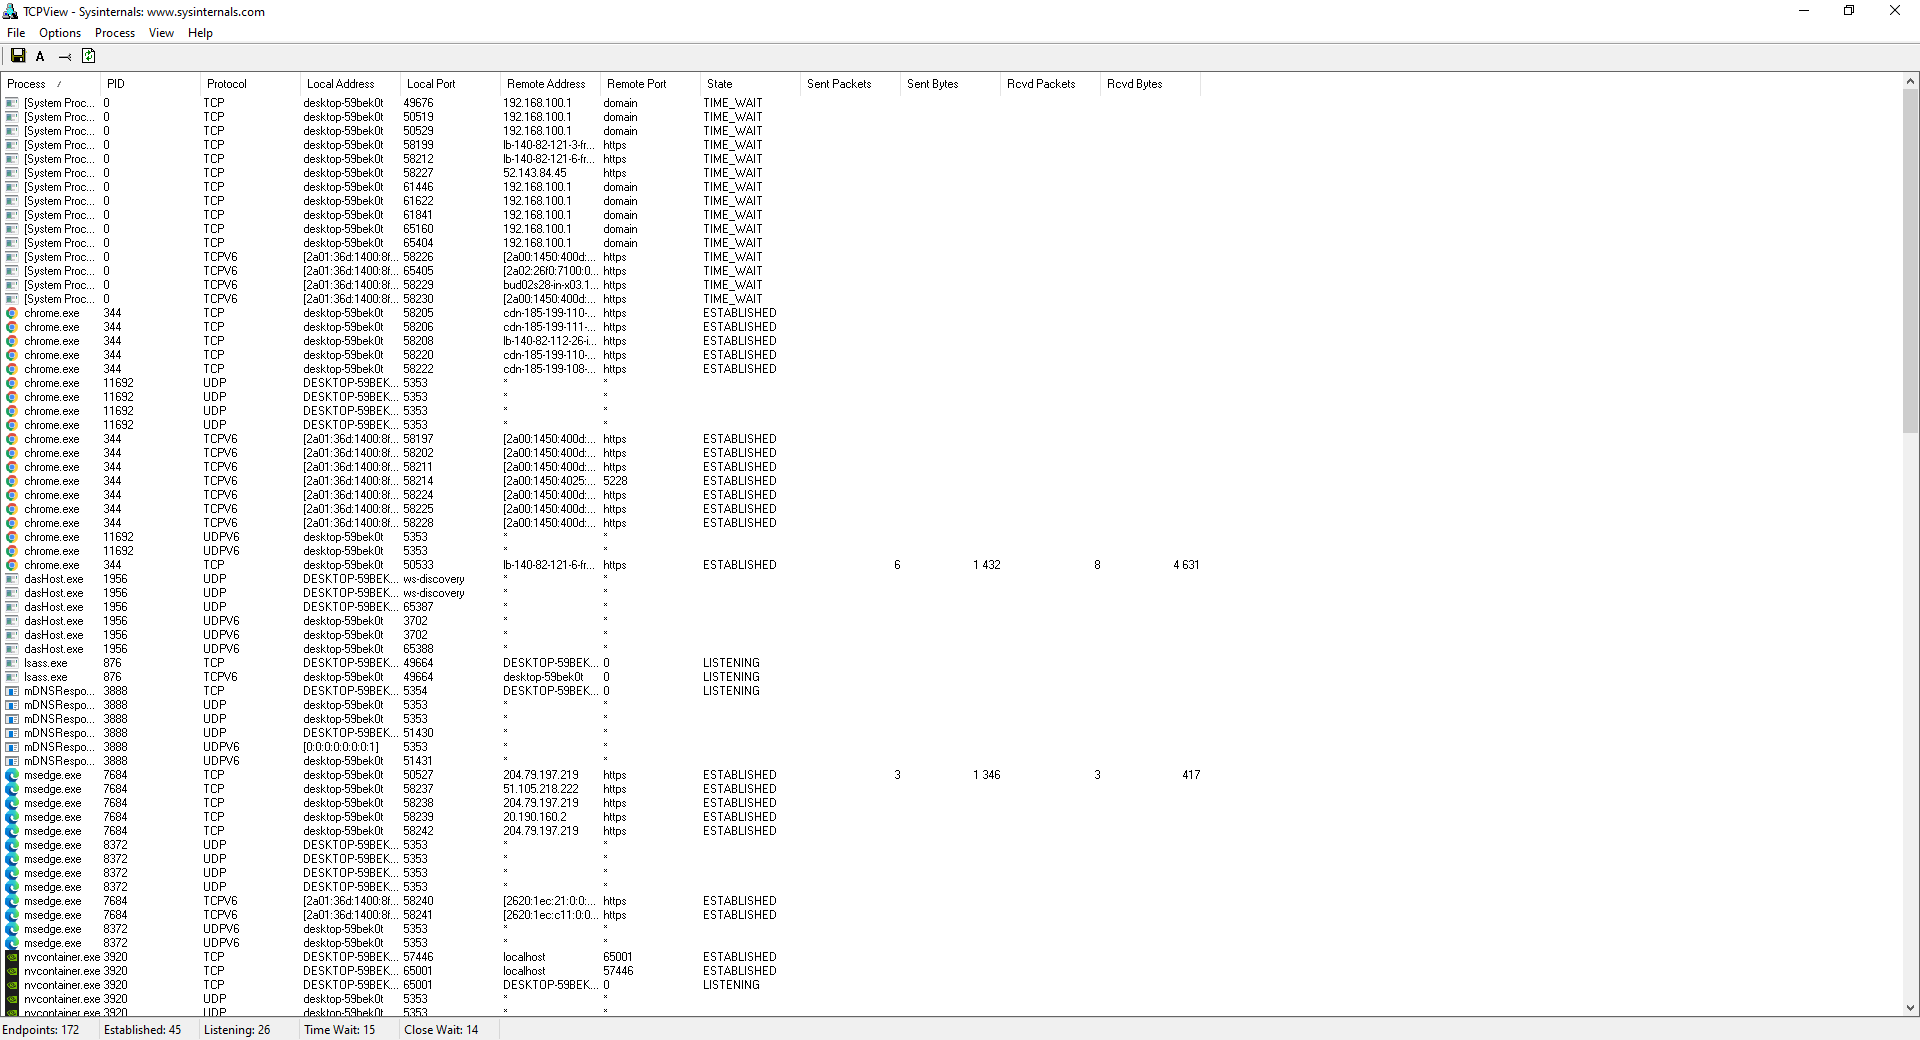 TCPView - Sysinternals: www.sysinternals.com
File Options Process View Help
A
Process / PID Protocol Local Address Local Port Remote Address Remote Port State Sent Packets Sent Bytes Rcvd Packets Rcvd Bytes
[System Proc... 0 TCP desktop-59bek0t 49676 192.168.100.1 domain TIME_WAIT
[System Proc... 0 TCP desktop-59bek0t 50519 192.168.100.1 domain TIME_WAIT
[System Proc... 0 TCP desktop-59bek0t 50529 192.168.100.1 domain TIME_WAIT
[System Proc... 0 TCP desktop-59bek0t 58199 lb-140-82-121-3-fr... https TIME_WAIT
[System Proc... 0 TCP desktop-59bek0t 58212 lb-140-82-121-6-fr... https TIME_WAIT
[System Proc... 0 TCP desktop-59bek0t 58227 52.143.84.45 https TIME_WAIT
[System Proc... 0 TCP desktop-59bek0t 61446 192.168.100.1 domain TIME_WAIT
[System Proc... 0 TCP desktop-59bek0t 61622 192.168.100.1 domain TIME_WAIT
[System Proc... 0 TCP desktop-59bek0t 61841 192.168.100.1 domain TIME_WAIT
[System Proc... 0 TCP desktop-59bek0t 65160 192.168.100.1 domain TIME_WAIT
[System Proc... 0 TCP desktop-59bek0t 65404 192.168.100.1 domain TIME_WAIT
[System Proc... 0 TCPV6 [2a01:36d:1400:8f... 58226 [2a00:1450:400d:... https TIME_WAIT
[System Proc... 0 TCPV6 [2a01:36d:1400:8f... 65405 [2a02:26f0:7100:0... https TIME_WAIT
[System Proc... 0 TCPV6 [2a01:36d:1400:8f... 58229 bud02s28-in-x03.1... https TIME_WAIT
[System Proc... 0 TCPV6 [2a01:36d:1400:8f... 58230 [2a00:1450:400d:... https TIME_WAIT
chrome.exe 344 TCP desktop-59bek0t 58205 cdn-185-199-110-... https ESTABLISHED
chrome.exe 344 TCP desktop-59bek0t 58206 cdn-185-199-111-... https ESTABLISHED
chrome.exe 344 TCP desktop-59bek0t 58208 lb-140-82-112-26-i... https ESTABLISHED
chrome.exe 344 TCP desktop-59bek0t 58220 cdn-185-199-110-... https ESTABLISHED
chrome.exe 344 TCP desktop-59bek0t 58222 cdn-185-199-108-... https ESTABLISHED
chrome.exe 11692 UDP DESKTOP-59BEK... 5353 * *
chrome.exe 11692 UDP DESKTOP-59BEK... 5353 * *
chrome.exe 11692 UDP DESKTOP-59BEK... 5353 * *
chrome.exe 11692 UDP DESKTOP-59BEK... 5353 * *
chrome.exe 344 TCPV6 [2a01:36d:1400:8f... 58197 [2a00:1450:400d:... https ESTABLISHED
chrome.exe 344 TCPV6 [2a01:36d:1400:8f... 58202 [2a00:1450:400d:... https ESTABLISHED
chrome.exe 344 TCPV6 [2a01:36d:1400:8f... 58211 [2a00:1450:400d:... https ESTABLISHED
chrome.exe 344 TCPV6 [2a01:36d:1400:8f... 58214 [2a00:1450:4025:... 5228 ESTABLISHED
chrome.exe 344 TCPV6 [2a01:36d:1400:8f... 58224 [2a00:1450:400d:... https ESTABLISHED
chrome.exe 344 TCPV6 [2a01:36d:1400:8f... 58225 [2a00:1450:400d:... https ESTABLISHED
chrome.exe 344 TCPV6 [2a01:36d:1400:8f... 58228 [2a00:1450:400d:... https ESTABLISHED
chrome.exe 11692 UDPV6 desktop-59bek0t 5353 * *
chrome.exe 11692 UDPV6 desktop-59bek0t 5353 * *
chrome.exe 344 TCP desktop-59bek0t 50533 lb-140-82-121-6-fr... https ESTABLISHED 6 1 432 8 4 631
dasHost.exe 1956 UDP DESKTOP-59BEK... ws-discovery * *
dasHost.exe 1956 UDP DESKTOP-59BEK... ws-discovery * *
dasHost.exe 1956 UDP DESKTOP-59BEK... 65387 * *
dasHost.exe 1956 UDPV6 desktop-59bek0t 3702 * *
dasHost.exe 1956 UDPV6 desktop-59bek0t 3702 * *
dasHost.exe 1956 UDPV6 desktop-59bek0t 65388 * *
lsass.exe 876 TCP DESKTOP-59BEK... 49664 DESKTOP-59BEK... 0 LISTENING
lsass.exe 876 TCPV6 desktop-59bek0t 49664 desktop-59bek0t 0 LISTENING
mDNSRespo... 3888 TCP DESKTOP-59BEK... 5354 DESKTOP-59BEK... 0 LISTENING
mDNSRespo... 3888 UDP desktop-59bek0t 5353 * *
mDNSRespo... 3888 UDP desktop-59bek0t 5353 * *
mDNSRespo... 3888 UDP DESKTOP-59BEK... 51430 * *
mDNSRespo... 3888 UDPV6 [0:0:0:0:0:0:0:1] 5353 * *
mDNSRespo... 3888 UDPV6 desktop-59bek0t 51431 * *
msedge.exe 7684 TCP desktop-59bek0t 50527 204.79.197.219 https ESTABLISHED 3 1 346 3 417
msedge.exe 7684 TCP desktop-59bek0t 58237 51.105.218.222 https ESTABLISHED
msedge.exe 7684 TCP desktop-59bek0t 58238 204.79.197.219 https ESTABLISHED
msedge.exe 7684 TCP desktop-59bek0t 58239 20.190.160.2 https ESTABLISHED
msedge.exe 7684 TCP desktop-59bek0t 58242 204.79.197.219 https ESTABLISHED
msedge.exe 8372 UDP DESKTOP-59BEK... 5353 * *
msedge.exe 8372 UDP DESKTOP-59BEK... 5353 * *
msedge.exe 8372 UDP DESKTOP-59BEK... 5353 * *
msedge.exe 8372 UDP DESKTOP-59BEK... 5353 * *
msedge.exe 7684 TCPV6 [2a01:36d:1400:8f... 58240 [2620:1ec:21:0:0:... https ESTABLISHED
msedge.exe 7684 TCPV6 [2a01:36d:1400:8f... 58241 [2620:1ec:c11:0:0... https ESTABLISHED
msedge.exe 8372 UDPV6 desktop-59bek0t 5353 * *
msedge.exe 8372 UDPV6 desktop-59bek0t 5353 * *
nvcontainer.exe 3920 TCP desktop-59bek0t 57446 localhost 65001 ESTABLISHED
nvcontainer.exe 3920 TCP desktop-59bek0t 65001 localhost 57446 ESTABLISHED
nvcontainer.exe 3920 TCP DESKTOP-59BEK... 65001 DESKTOP-59BEK... 0 LISTENING
nvcontainer.exe 3920 UDP desktop-59bek0t 5353 * *
nvcontainer.exe 3920 UDP desktop-59bek0t 5353 * *
Endpoints: 172 Established: 45 Listening: 26 Time Wait: 15 Close Wait: 14